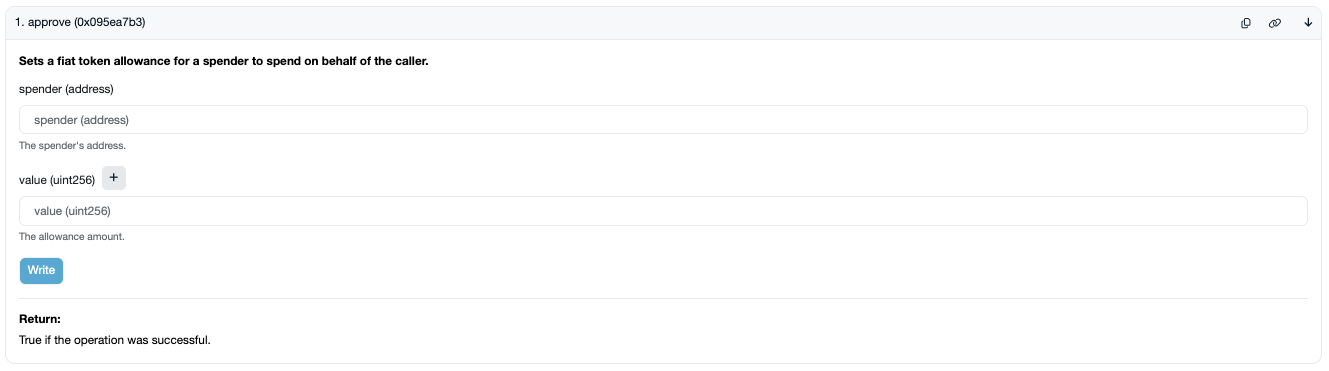 1. approve (0x095ea7b3)
Sets a fiat token allowance for a spender to spend on behalf of the caller.
spender (address)
spender (address)
The spender's address.
value (uint256) +
value (uint256)
The allowance amount.
Write
Return:
True if the operation was successful.